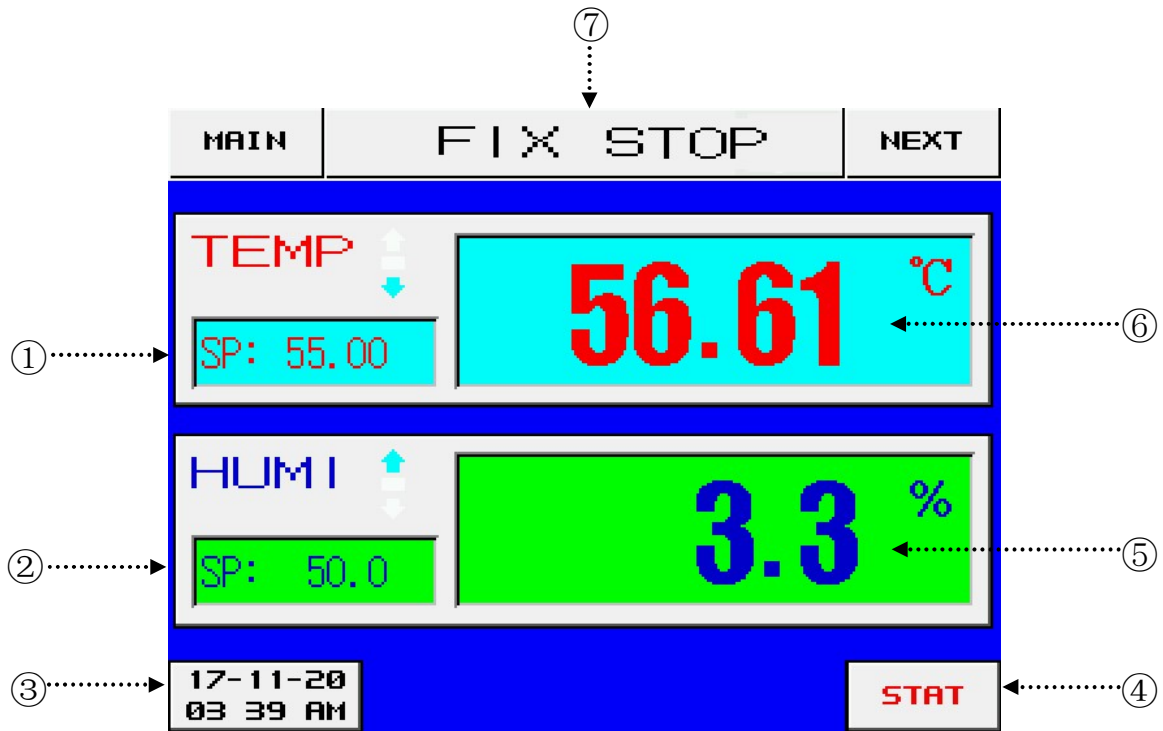 ⑦
MAIN FIX STOP NEXT
TEMP
56.61 ℃
① SP: 55.00
⑥
HUMI
3.3 %
② SP: 50.0
⑤
③ 17-11-20
03 39 AM
STAT ④